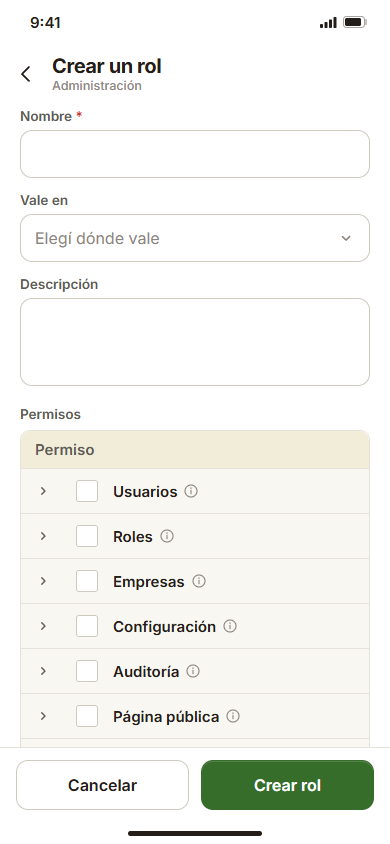 9:41
Crear un rol
Administración
Nombre *
Vale en
Elegí dónde vale
Descripción
Permisos
Permiso
Usuarios
Roles
Empresas
Configuración
Auditoría
Página pública
Cancelar
Crear rol